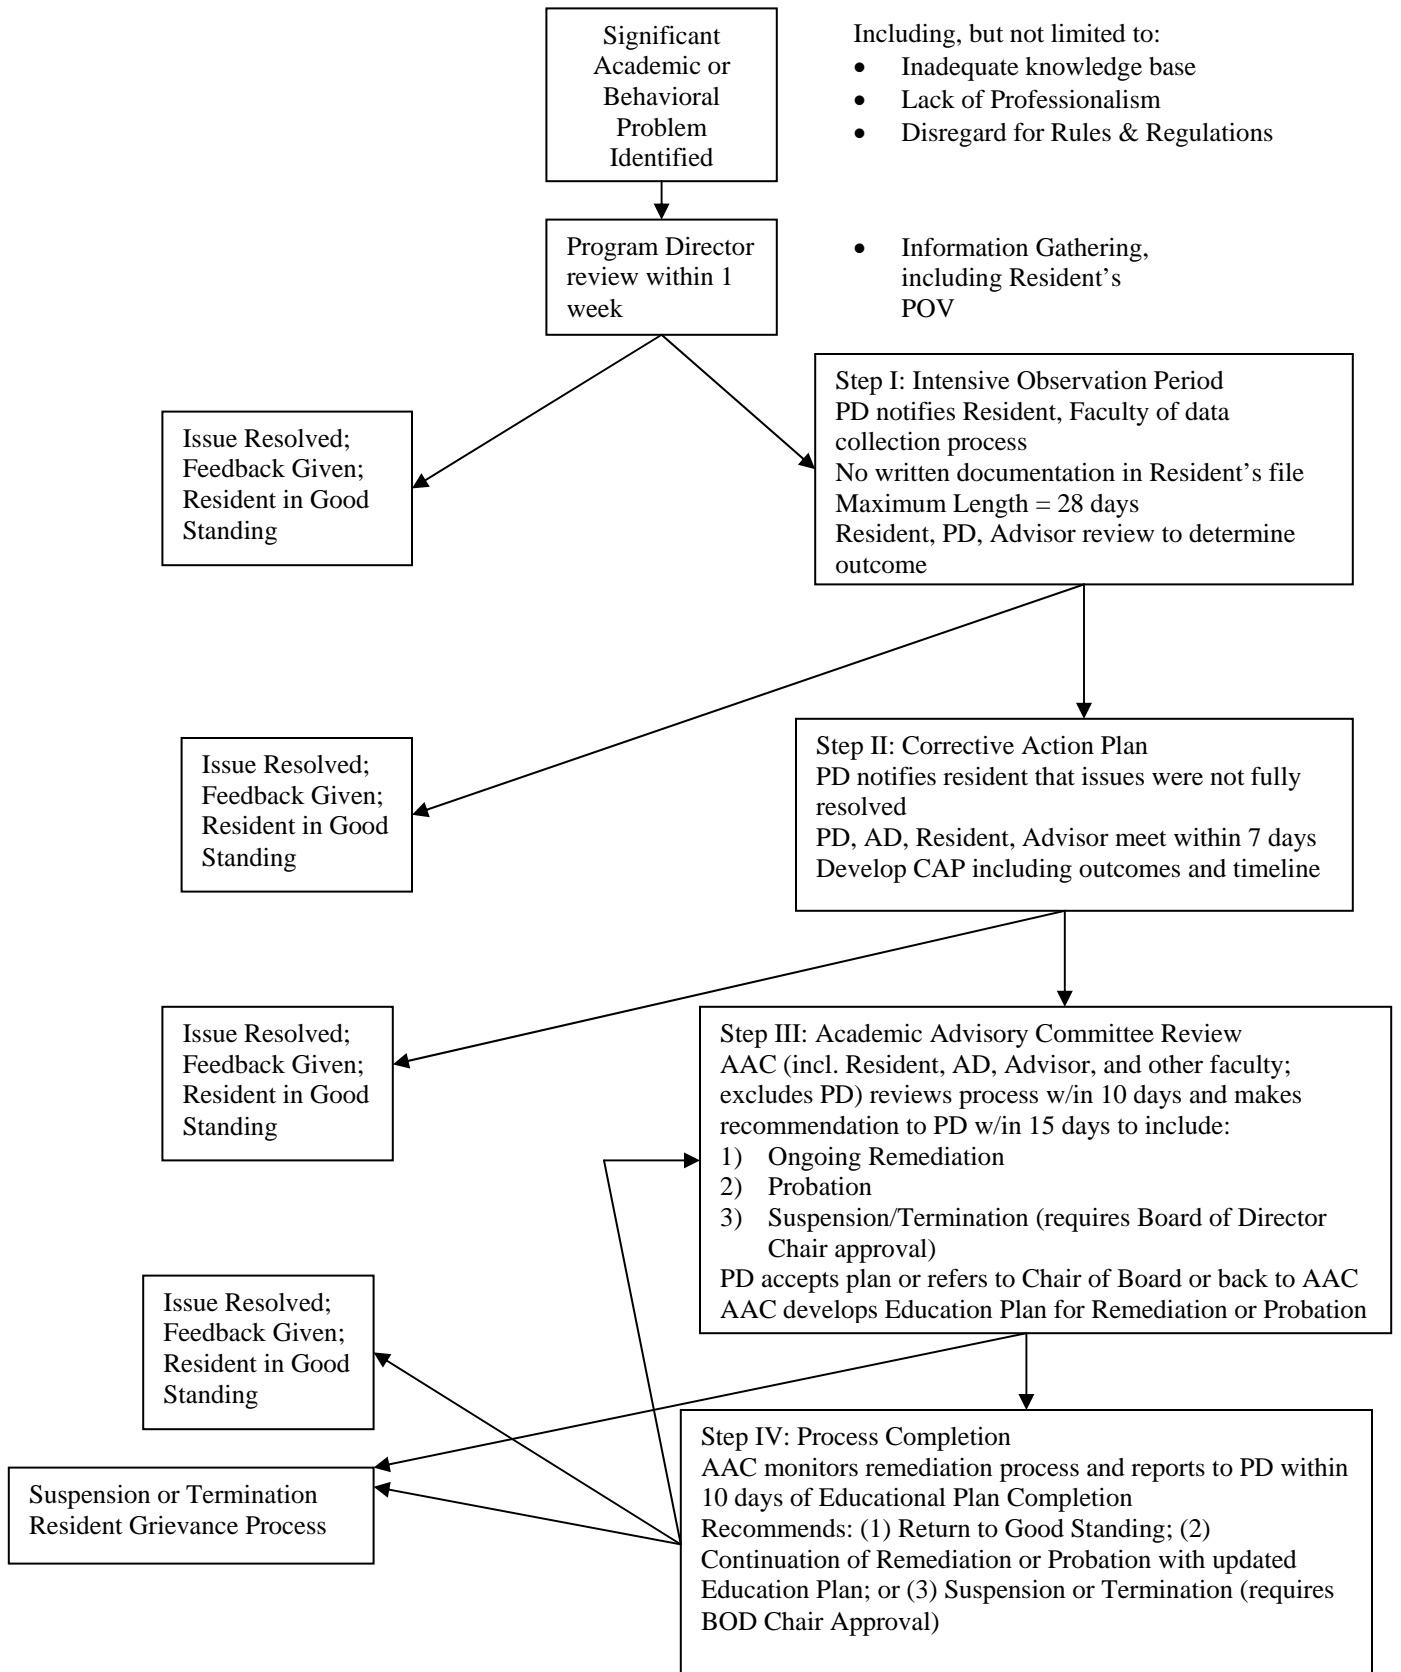 Significant
Academic or
Behavioral
Problem
Identified
Including, but not limited to:
• Inadequate knowledge base
• Lack of Professionalism
• Disregard for Rules & Regulations
Program Director
review within 1
week
• Information Gathering,
including Resident's
POV
Issue Resolved;
Feedback Given;
Resident in Good
Standing
Step I: Intensive Observation Period
PD notifies Resident, Faculty of data
collection process
No written documentation in Resident's file
Maximum Length = 28 days
Resident, PD, Advisor review to determine
outcome
Issue Resolved;
Feedback Given;
Resident in Good
Standing
Step II: Corrective Action Plan
PD notifies resident that issues were not fully
resolved
PD, AD, Resident, Advisor meet within 7 days
Develop CAP including outcomes and timeline
Issue Resolved;
Feedback Given;
Resident in Good
Standing
Step III: Academic Advisory Committee Review
AAC (incl. Resident, AD, Advisor, and other faculty;
excludes PD) reviews process w/in 10 days and makes
recommendation to PD w/in 15 days to include:
1) Ongoing Remediation
2) Probation
3) Suspension/Termination (requires Board of Director
Chair approval)
PD accepts plan or refers to Chair of Board or back to AAC
AAC develops Education Plan for Remediation or Probation
Issue Resolved;
Feedback Given;
Resident in Good
Standing
Suspension or Termination
Resident Grievance Process
Step IV: Process Completion
AAC monitors remediation process and reports to PD within
10 days of Educational Plan Completion
Recommends: (1) Return to Good Standing; (2)
Continuation of Remediation or Probation with updated
Education Plan; or (3) Suspension or Termination (requires
BOD Chair Approval)